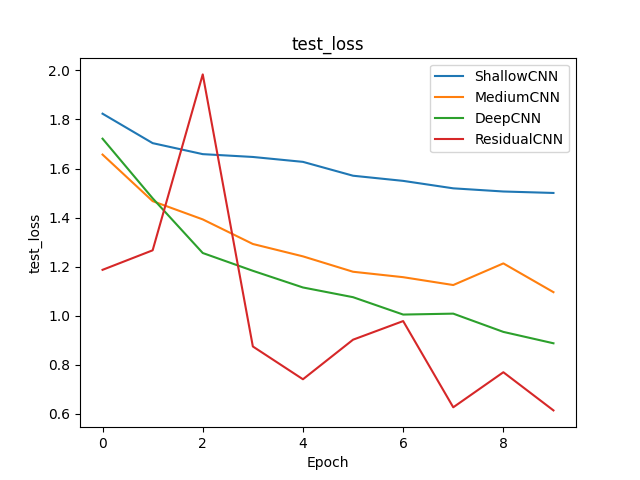 test_loss
ShallowCNN
MediumCNN
DeepCNN
ResidualCNN
test_loss
2.0
1.8
1.6
1.4
1.2
1.0
0.8
0.6
0 2 4 6 8
Epoch